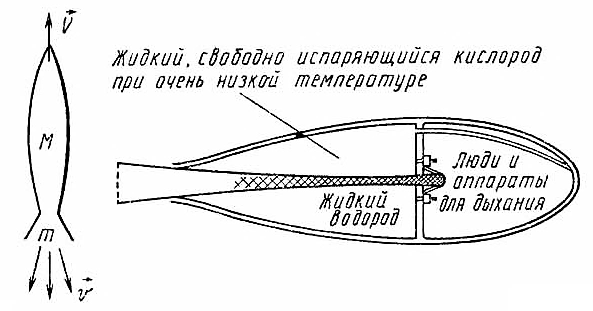 V
M
m
v
Жидкий, свободно испаряющийся кислород
при очень низкой температуре
Люди и
аппараты
для дыхания
Жидкий
водород